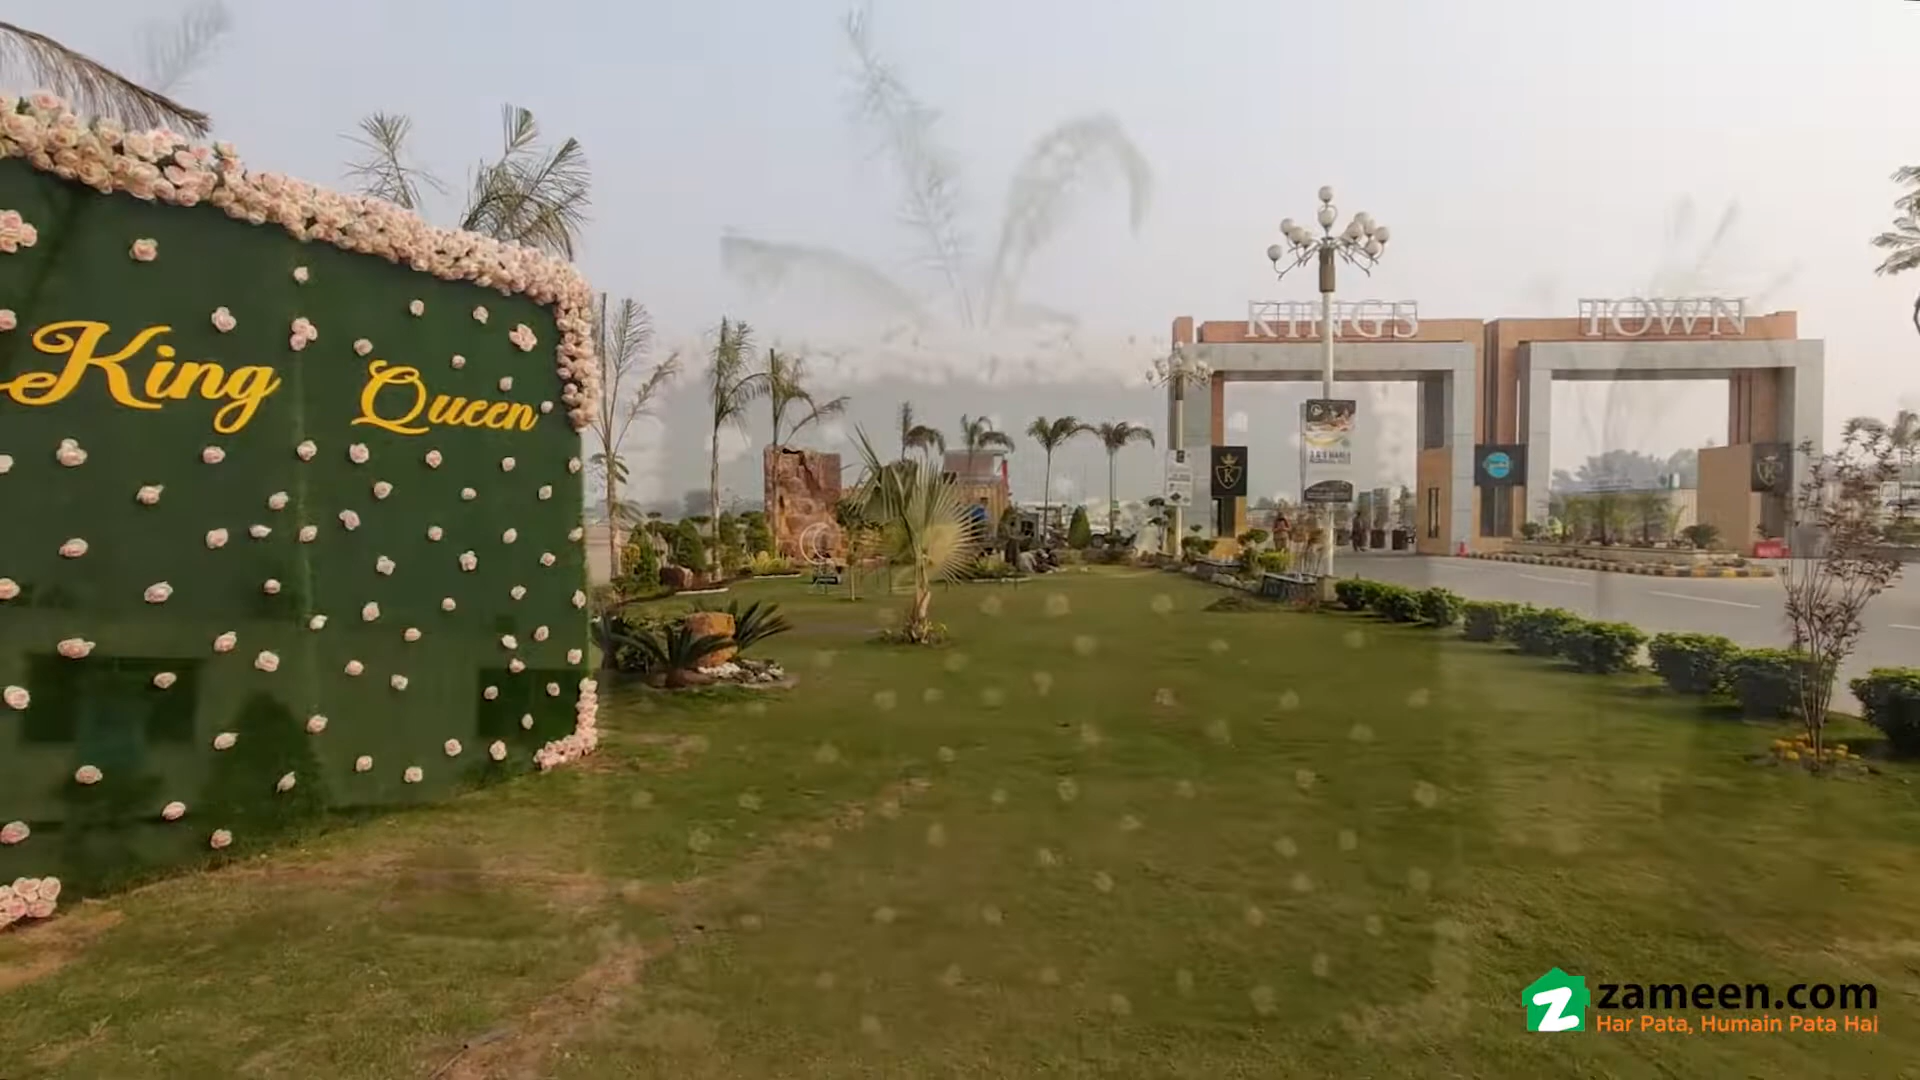 King Queen
KINGS TOWN
K
K
zameen.com
Har Pata, Humain Pata Hai